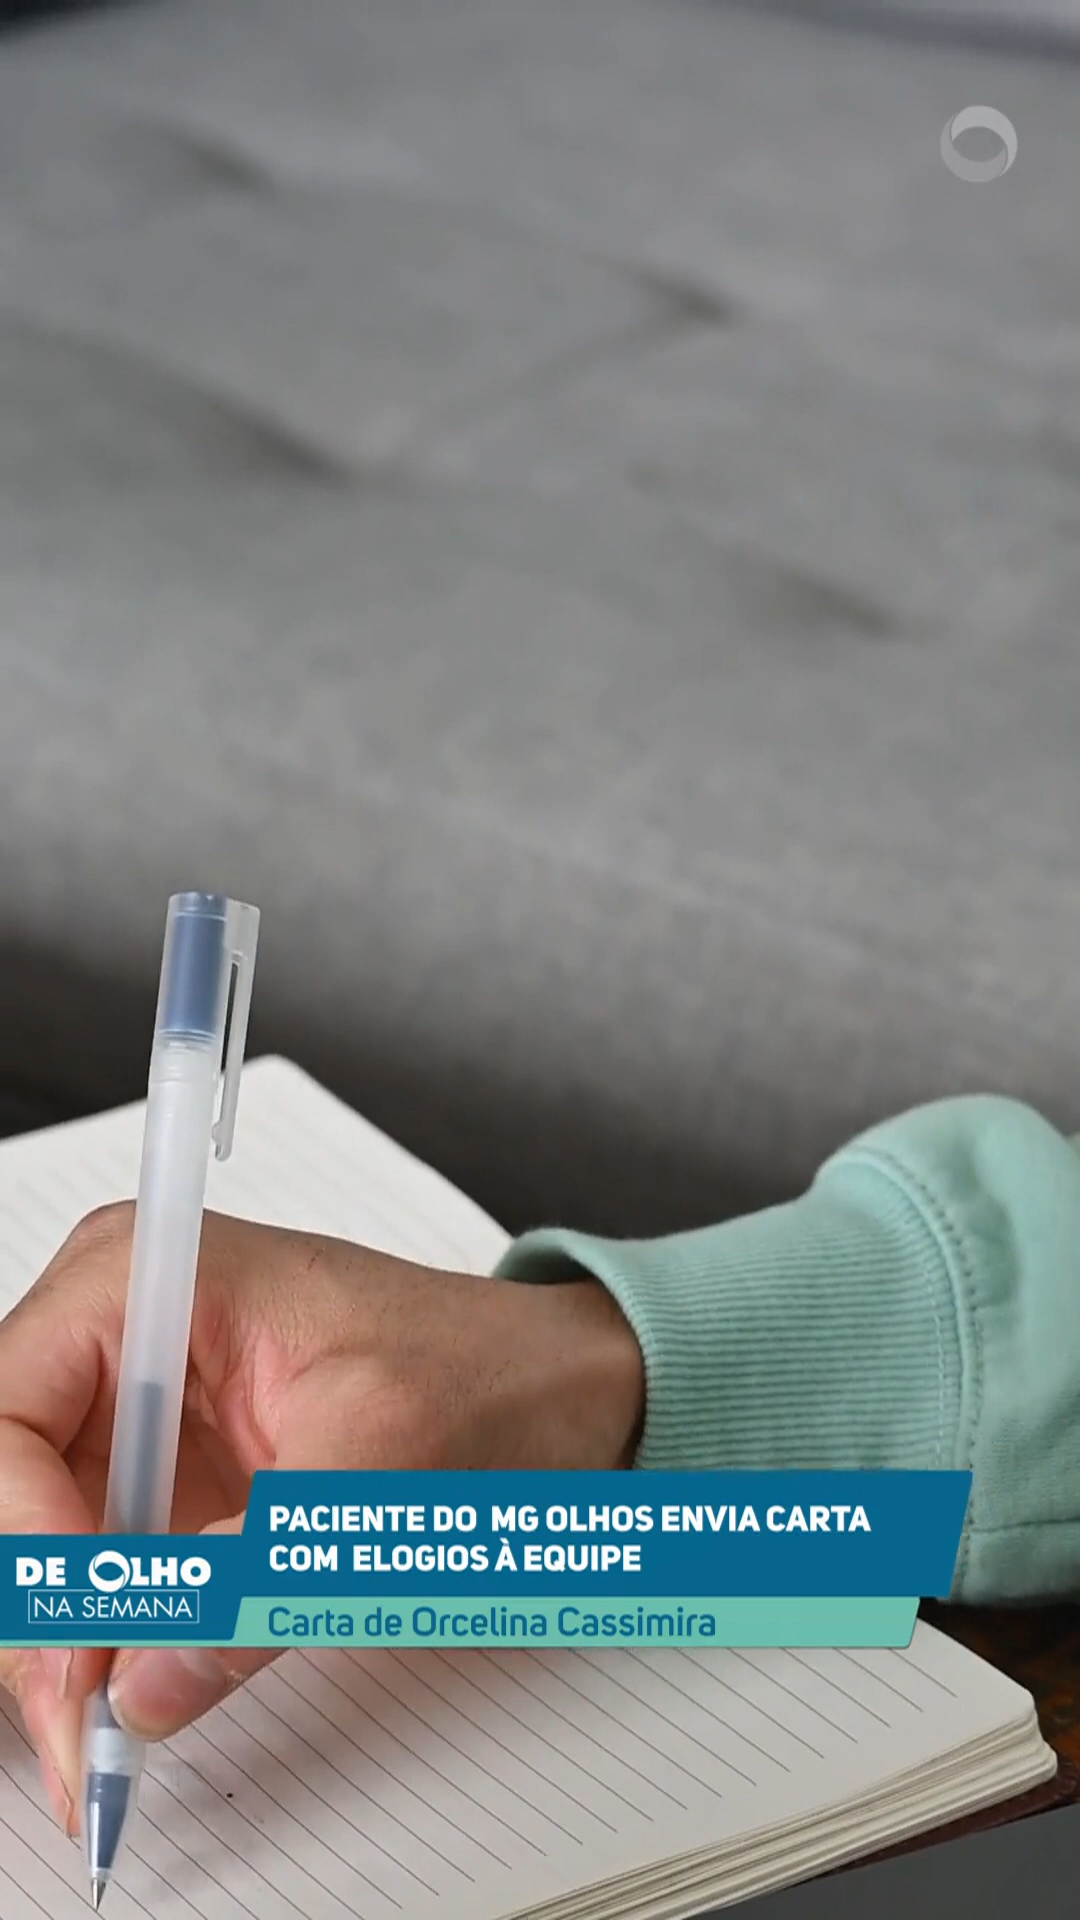 PACIENTE DO MG OLHOS ENVIA CARTA
COM ELOGIOS À EQUIPE
DE OLHO
NA SEMANA
Carta de Orcelina Cassimira